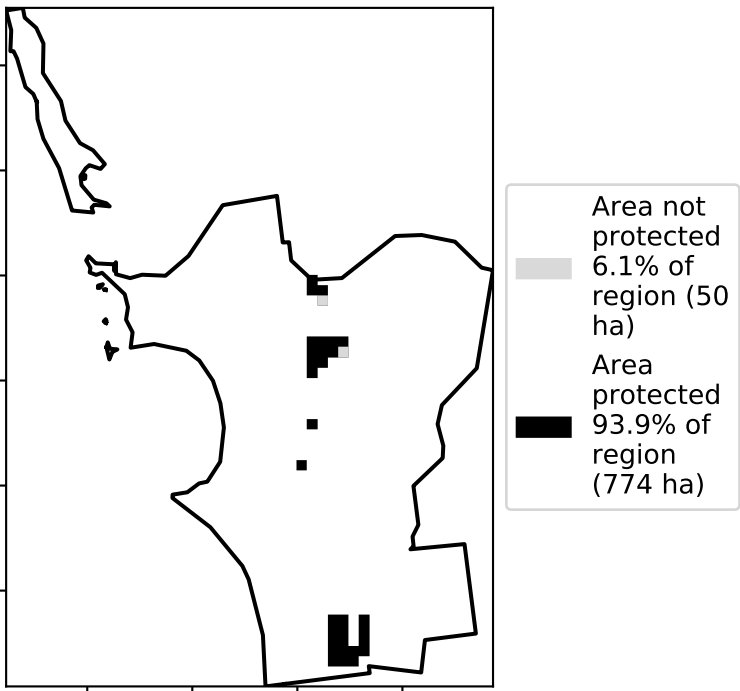 Area not
protected
6.1% of
region (50
ha)
Area
protected
93.9% of
region
(774 ha)